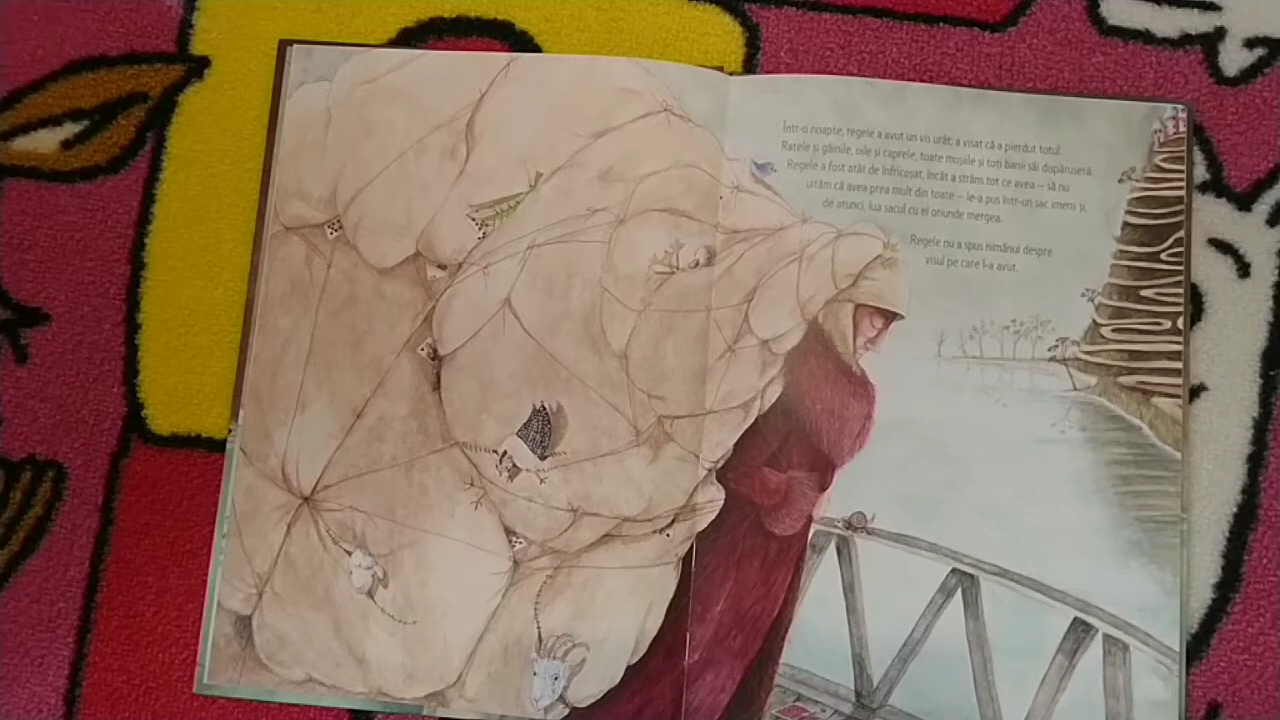 Într-o noapte, regele a avut un vis urât: a visat că a pierdut totul.
Rațele și găinile, oile și caprele, toate moșiile și toți banii săi dispăruseră.
Regele a fost atât de înfricoșat, încât a strâns tot ce avea – să nu
uităm că avea prea mult din toate – le-a pus într-un sac imens și,
de atunci, lua sacul cu el oriunde mergea.
Regele nu a spus nimănui despre
visul pe care l-a avut.